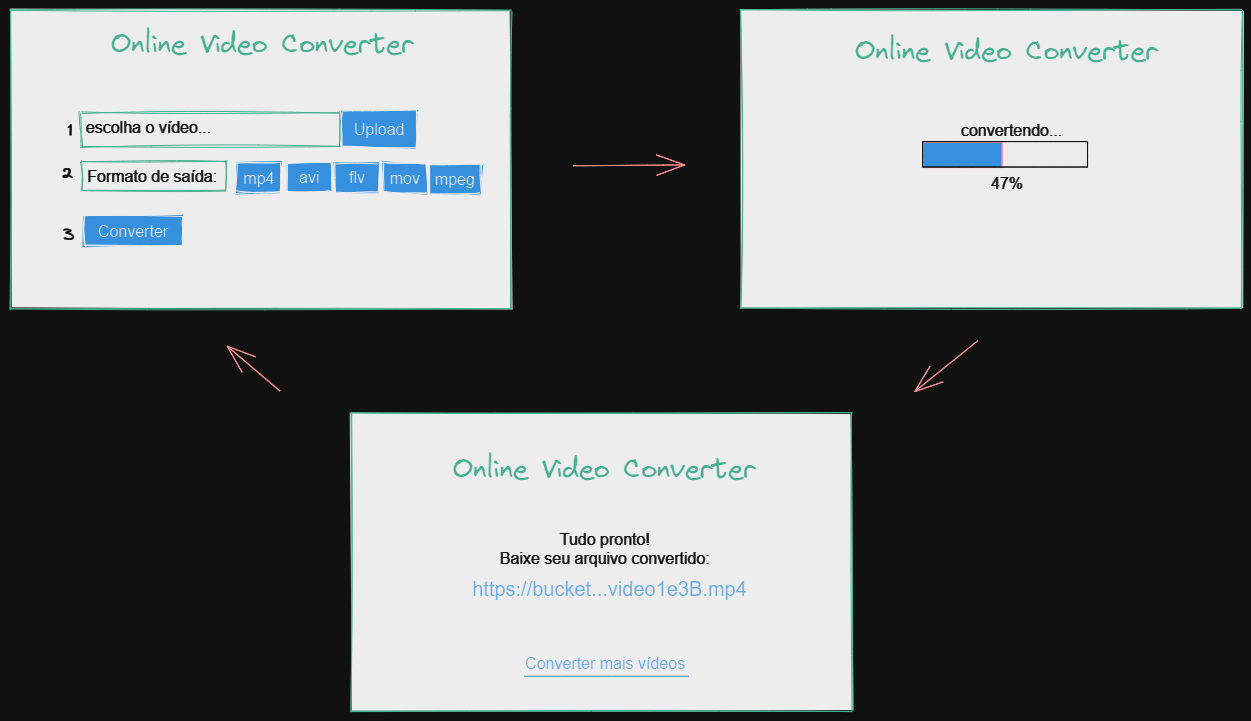 Online Video Converter
1 escolha o vídeo... Upload
2 Formato de saída: mp4 avi flv mov mpeg
3 Converter
Online Video Converter
convertendo...
47%
Online Video Converter
Tudo pronto!
Baixe seu arquivo convertido:
https://bucket...video1e3B.mp4
Converter mais vídeos